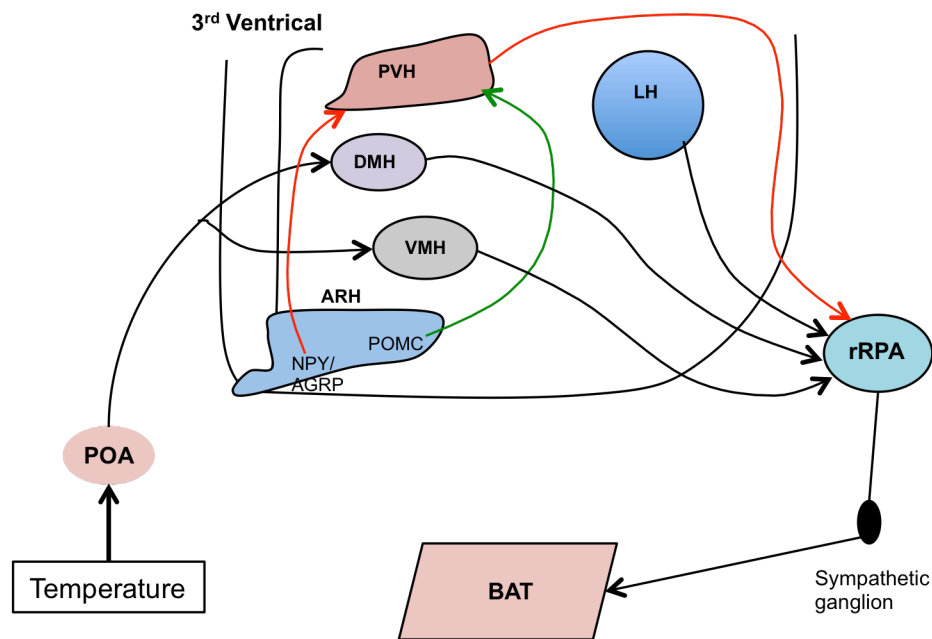 3rd Ventrical
PVH
LH
DMH
VMH
ARH
POMC
NPY/
AGRP
rRPA
POA
Temperature
BAT
Sympathetic
ganglion